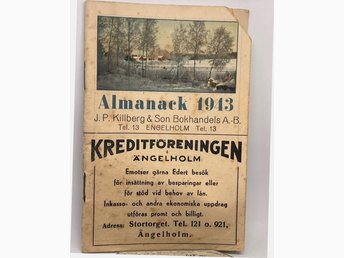 Almanack 1943
J. P. Killberg & Son Bokhandels A.-B.
Tel. 13 ENGELHOLM Tel. 13
KREDITFÖRENINGEN
i
ÄNGELHOLM
Emotser gärna Edert besök
för insättning av besparingar eller
för stöd vid behov av lån.
Inkasso- och andra ekonomiska uppdrag
utföras promt och billigt.
Adress: Stortorget. Tel. 121 o. 921,
Ängelholm.